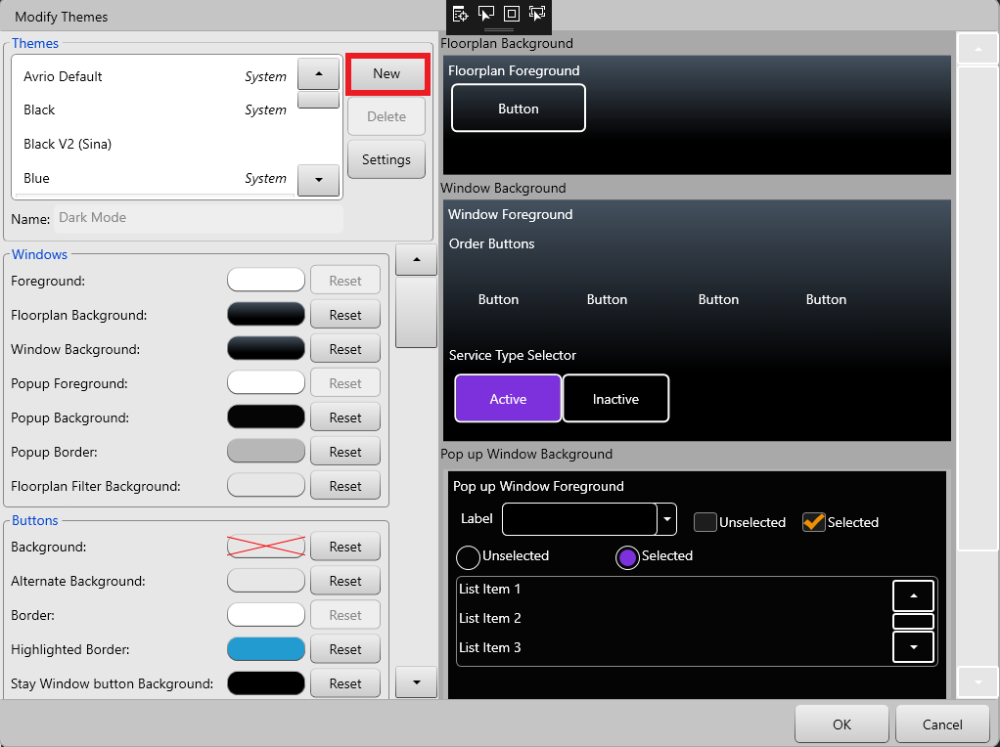 Modify Themes
Themes
Avrio Default System
Black System
Black V2 (Sina)
Blue System
New
Delete
Settings
Name: Dark Mode
Windows
Foreground: Reset
Floorplan Background: Reset
Window Background: Reset
Popup Foreground: Reset
Popup Background: Reset
Popup Border: Reset
Floorplan Filter Background: Reset
Buttons
Background: Reset
Alternate Background: Reset
Border: Reset
Highlighted Border: Reset
Stay Window button Background: Reset
Floorplan Background
Floorplan Foreground
Button
Window Background
Window Foreground
Order Buttons
Button Button Button Button
Service Type Selector
Active Inactive
Pop up Window Background
Pop up Window Foreground
Label Unselected Selected
Unselected Selected
List Item 1
List Item 2
List Item 3
OK Cancel